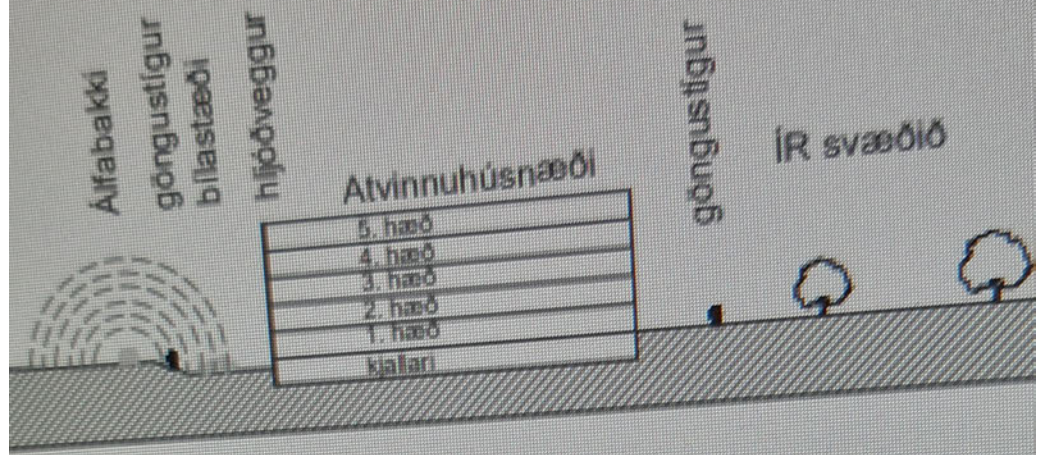 Álfabakki
göngustígur
bílastæði
hljóðveggur
Atvinnuhúsnæði
5. hæð
4. hæð
3. hæð
2. hæð
1. hæð
kjallari
göngustígur
ÍR svæðið